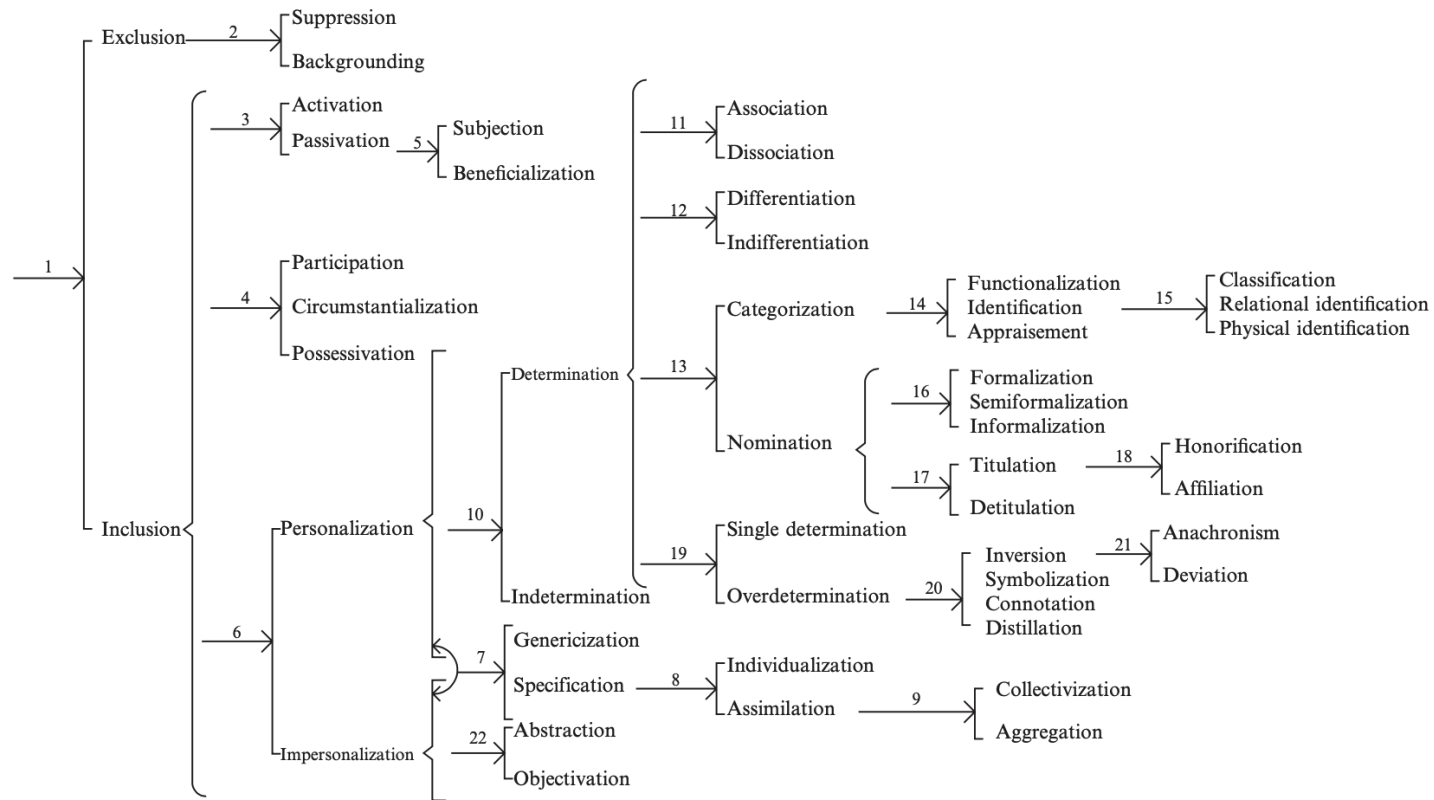 Suppression
Exclusion
2
Backgrounding
Activation
3
Passivation
5
Subjection
Beneficialization
11
Association
Dissociation
12
Differentiation
Indifferentiation
1
Participation
4
Circumstantialization
Possessivation
Categorization
14
Functionalization
Identification
Appraisement
15
Classification
Relational identification
Physical identification
Determination
13
Nomination
16
Formalization
Semiformalization
Informalization
17
Titulation
Detitulation
18
Honorification
Affiliation
Inclusion
Personalization
10
Indetermination
19
Single determination
Overdetermination
20
Inversion
Symbolization
Connotation
Distillation
21
Anachronism
Deviation
6
7
Genericization
Specification
8
Individualization
Assimilation
9
Collectivization
Aggregation
Impersonalization
22
Abstraction
Objectivation